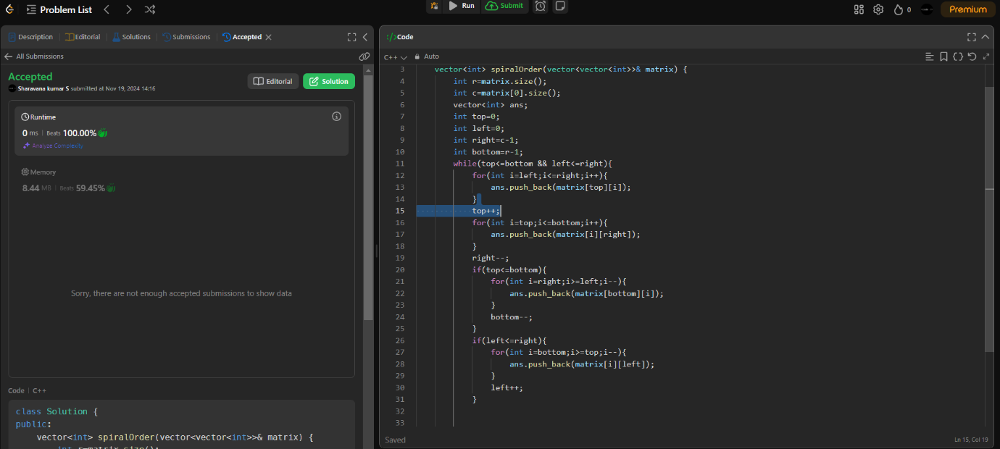 Problem List
Run
Submit
0
Premium
Description
Editorial
Solutions
Submissions
Accepted
All Submissions
Accepted
Sharavana kumar S submitted at Nov 19, 2024 14:16
Editorial
Solution
Runtime
0 ms | Beats 100.00%
Analyze Complexity
Memory
8.44 MB | Beats 59.45%
Sorry, there are not enough accepted submissions to show data
Code | C++
class Solution {
public:
vector<int> spiralOrder(vector<vector<int>>& matrix) {
int r=matrix.size();
</>Code
C++
Auto
3 vector<int> spiralOrder(vector<vector<int>>& matrix) {
4 int r=matrix.size();
5 int c=matrix[0].size();
6 vector<int> ans;
7 int top=0;
8 int left=0;
9 int right=c-1;
10 int bottom=r-1;
11 while(top<=bottom && left<=right){
12 for(int i=left;i<=right;i++){
13 ans.push_back(matrix[top][i]);
14 }
15 top++;
16 for(int i=top;i<=bottom;i++){
17 ans.push_back(matrix[i][right]);
18 }
19 right--;
20 if(top<=bottom){
21 for(int i=right;i>=left;i--){
22 ans.push_back(matrix[bottom][i]);
23 }
24 bottom--;
25 }
26 if(left<=right){
27 for(int i=bottom;i>=top;i--){
28 ans.push_back(matrix[i][left]);
29 }
30 left++;
31 }
32
33
Saved
Ln 15, Col 19